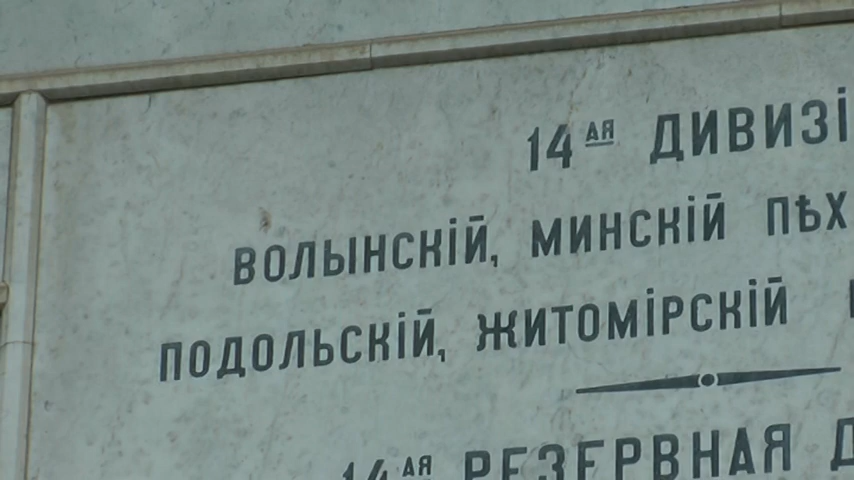 14АЯ ДИВИЗІ
ВОЛЫНСКІЙ, МИНСКІЙ ПѢХ
ПОДОЛЬСКІЙ, ЖИТОМІРСКІЙ
14АЯ РЕЗЕРВНАЯ Д